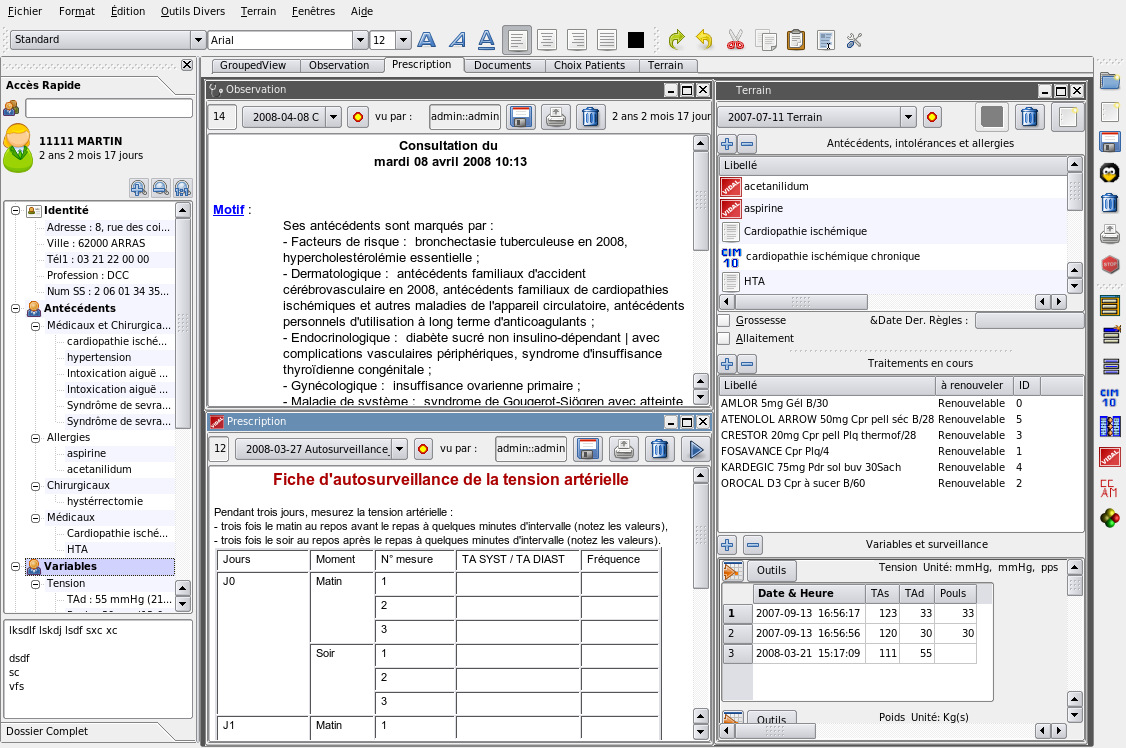 Fichier Format Édition Outils Divers Terrain Fenêtres Aide
Standard Arial 12
GroupedView Observation Prescription Documents Choix Patients Terrain
Accès Rapide
11111 MARTIN
2 ans 2 mois 17 jours
Identité
Adresse : 8, rue des coi...
Ville : 62000 ARRAS
Tél1 : 03 21 22 00 00
Profession : DCC
Num SS : 2 06 01 34 35...
Antécédents
Médicaux et Chirurgica...
cardiopathie isché...
hypertension
Intoxication aiguë ...
Intoxication aiguë ...
Syndrôme de sevra...
Syndrôme de sevra...
Allergies
aspirine
acetanilidum
Chirurgicaux
hystérrectomie
Médicaux
Cardiopathie isché...
HTA
Variables
Tension
TAd : 55 mmHg (21...
lksdlf lskdj lsdf sxc xc
dsdf
sc
vfs
Dossier Complet
Observation
14 2008-04-08 C vu par : admin::admin 2 ans 2 mois 17 jour
Consultation du
mardi 08 avril 2008 10:13
Motif :
Ses antécédents sont marqués par :
- Facteurs de risque : bronchectasie tuberculeuse en 2008,
hypercholestérolémie essentielle ;
- Dermatologique : antécédents familiaux d'accident
cérébrovasculaire en 2008, antécédents familiaux de cardiopathies
ischémiques et autres maladies de l'appareil circulatoire, antécédents
personnels d'utilisation à long terme d'anticoagulants ;
- Endocrinologique : diabète sucré non insulino-dépendant | avec
complications vasculaires périphériques, syndrome d'insuffisance
thyroïdienne congénitale ;
- Gynécologique : insuffisance ovarienne primaire ;
- Maladie de système : syndrome de Gougerot-Sjögren avec atteinte
Prescription
12 2008-03-27 Autosurveillance_ vu par : admin::admin
Fiche d'autosurveillance de la tension artérielle
Pendant trois jours, mesurez la tension artérielle :
- trois fois le matin au repos avant le repas à quelques minutes d'intervalle (notez les valeurs),
- trois fois le soir au repos après le repas à quelques minutes d'intervalle (notez les valeurs).
Jours Moment N° mesure TA SYST / TA DIAST Fréquence
J0 Matin 1
2
3
Soir 1
2
3
J1 Matin 1
Terrain
2007-07-11 Terrain
Antécédents, intolérances et allergies
Libellé
VIDAL acetanilidum
VIDAL aspirine
Cardiopathie ischémique
CIM 10 cardiopathie ischémique chronique
HTA
Grossesse &Date Der. Règles :
Allaitement
Traitements en cours
Libellé à renouveler ID
AMLOR 5mg Gél B/30 Renouvelable 0
ATENOLOL ARROW 50mg Cpr pell séc B/28 Renouvelable 5
CRESTOR 20mg Cpr pell Plq thermof/28 Renouvelable 3
FOSAVANCE Cpr Plq/4 Renouvelable 1
KARDEGIC 75mg Pdr sol buv 30Sach Renouvelable 4
OROCAL D3 Cpr à sucer B/60 Renouvelable 2
Variables et surveillance
Outils Tension Unité: mmHg, mmHg, pps
Date & Heure TAs TAd Pouls
1 2007-09-13 16:56:17 123 33 33
2 2007-09-13 16:56:56 120 30 30
3 2008-03-21 15:17:09 111 55
Outils Poids Unité: Kg(s)
STOP
CIM
10
VIDAL
CC
AM